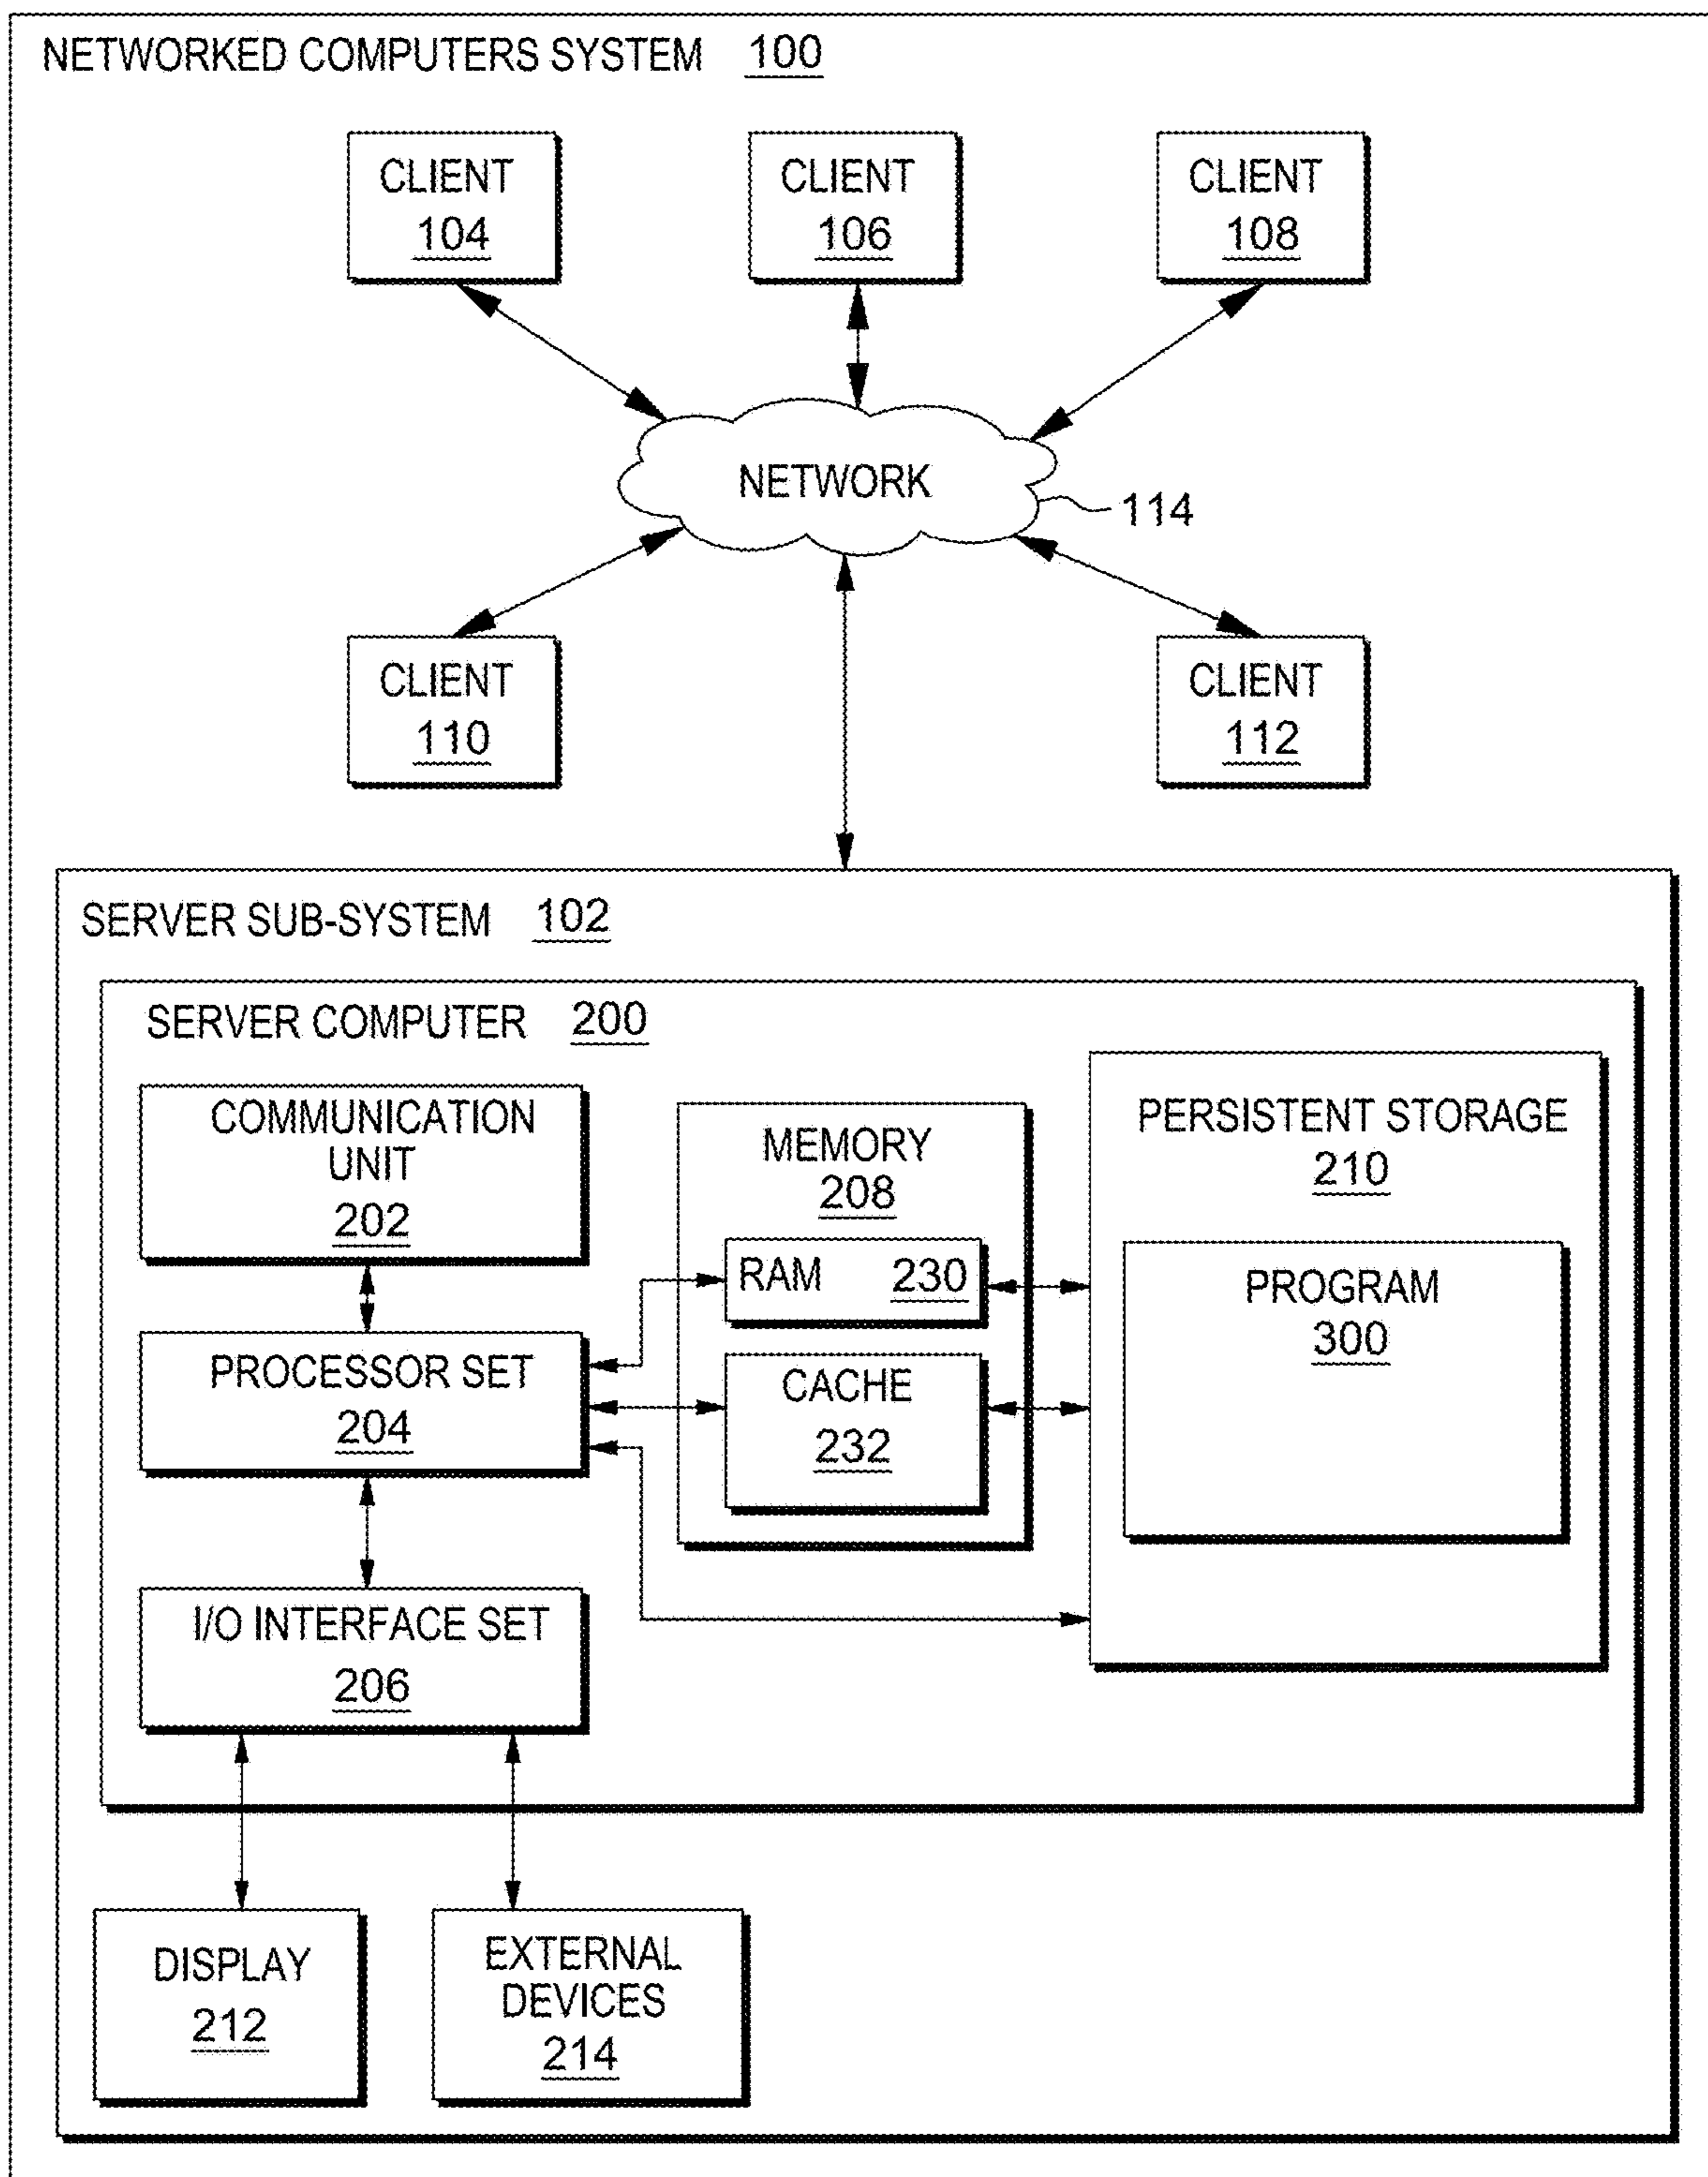 NETWORKED COMPUTERS SYSTEM 100
CLIENT
104
CLIENT
106
CLIENT
108
NETWORK
114
CLIENT
110
CLIENT
112
SERVER SUB-SYSTEM 102
SERVER COMPUTER 200
COMMUNICATION
UNIT
202
PROCESSOR SET
204
I/O INTERFACE SET
206
MEMORY
208
RAM 230
CACHE
232
PERSISTENT STORAGE
210
PROGRAM
300
DISPLAY
212
EXTERNAL
DEVICES
214